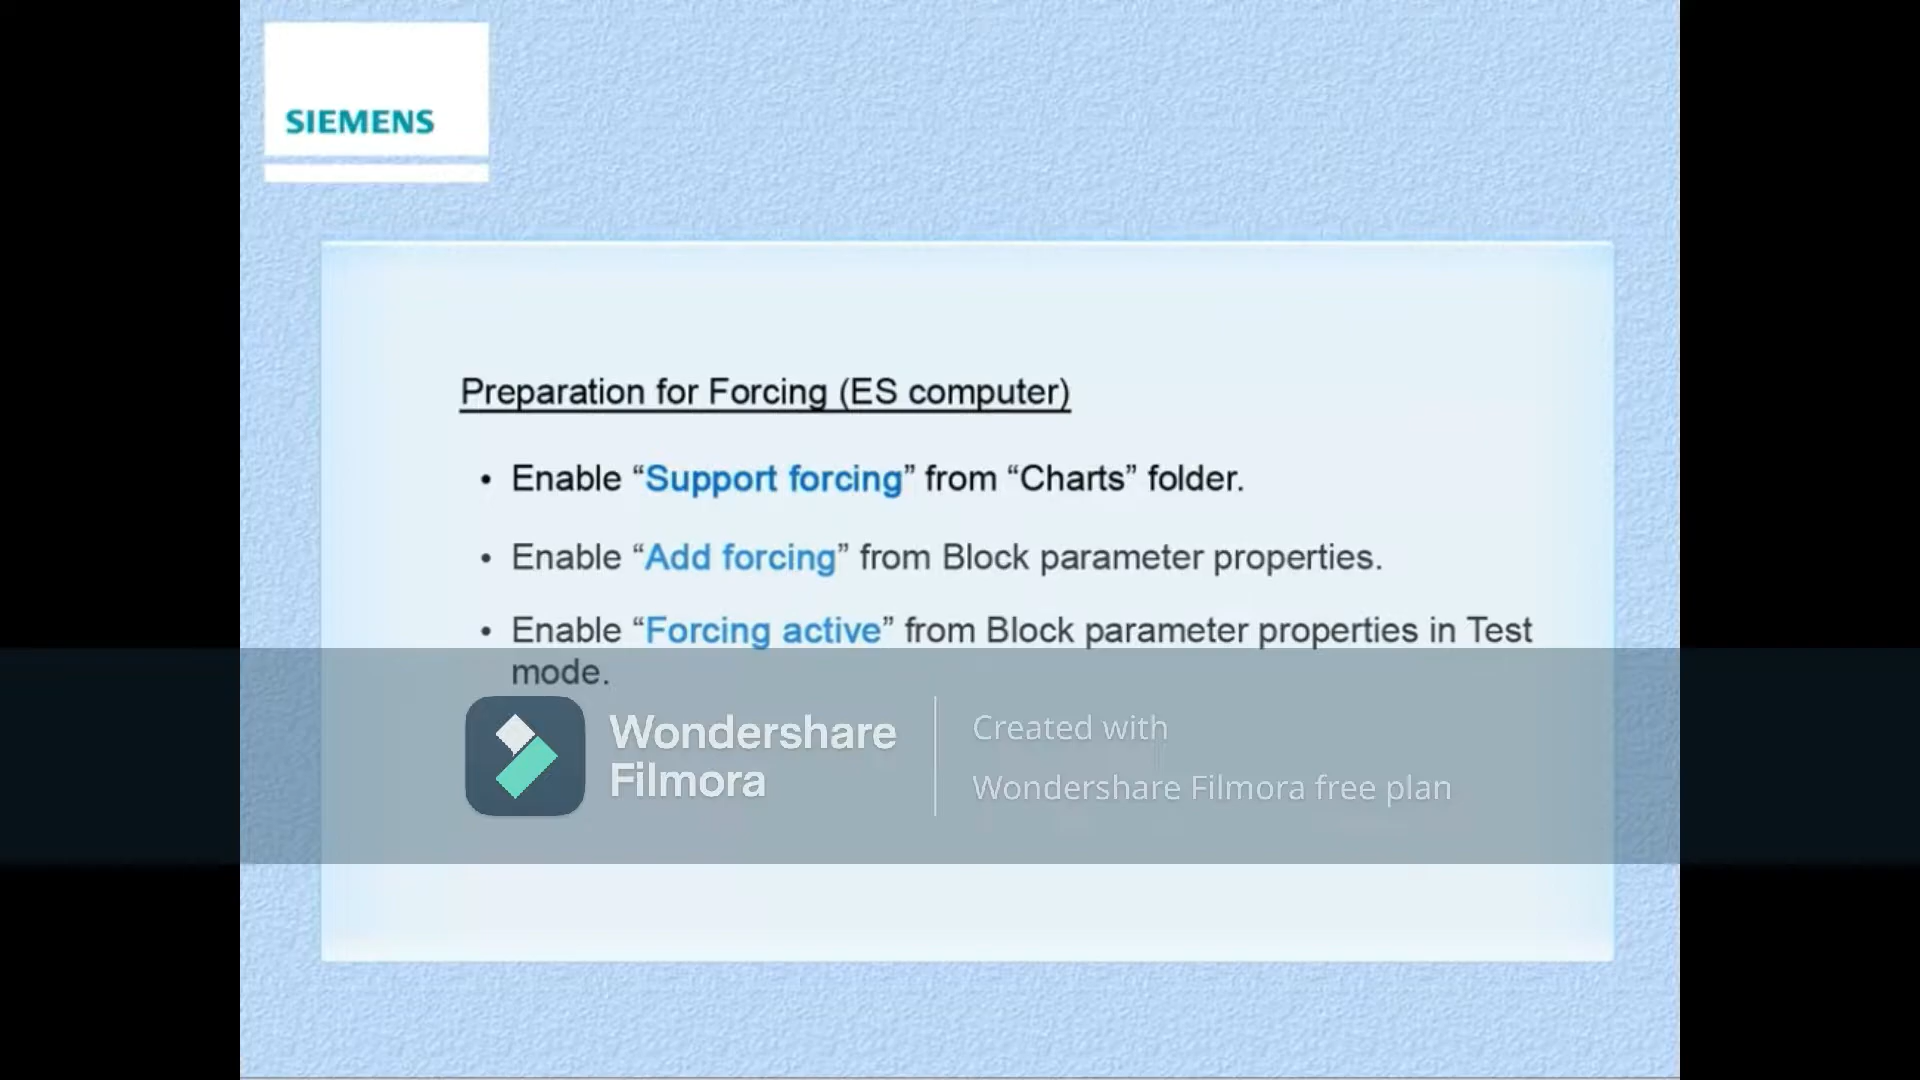 SIEMENS
Preparation for Forcing (ES computer)
• Enable “Support forcing” from “Charts” folder.
• Enable “Add forcing” from Block parameter properties.
• Enable “Forcing active” from Block parameter properties in Test
mode.
Wondershare
Filmora
Created with
Wondershare Filmora free plan